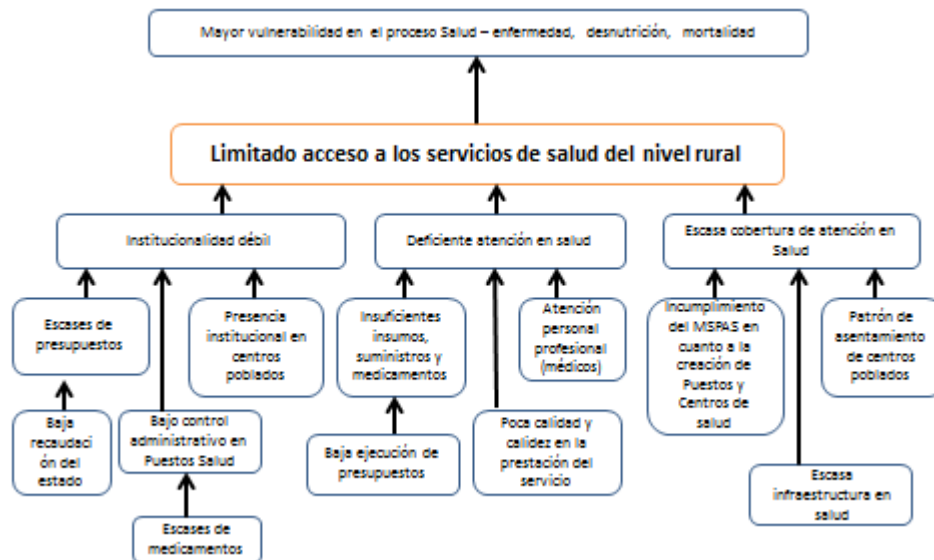 Mayor vulnerabilidad en el proceso Salud – enfermedad, desnutrición, mortalidad
Limitado acceso a los servicios de salud del nivel rural
Institucionalidad débil
Deficiente atención en salud
Escasa cobertura de atención en
Salud
Escases de
presupuestos
Presencia
institucional en
centros
poblados
Insuficientes
insumos,
suministros y
medicamentos
Atención
personal
profesional
(médicos)
Incumplimiento
del MSPAS en
cuanto a la
creación de
Puestos y
Centros de
salud
Patrón de
asentamiento
de centros
poblados
Baja
recaudaci
ón del
estado
Bajo control
administrativo en
Puestos Salud
Baja ejecución de
presupuestos
Poca calidad y
calidez en la
prestación del
servicio
Escasa
infraestructura en
salud
Escases de
medicamentos